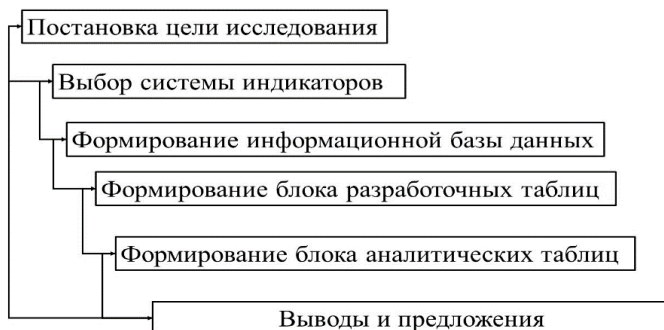 Постановка цели исследования
Выбор системы индикаторов
Формирование информационной базы данных
Формирование блока разработочных таблиц
Формирование блока аналитических таблиц
Выводы и предложения